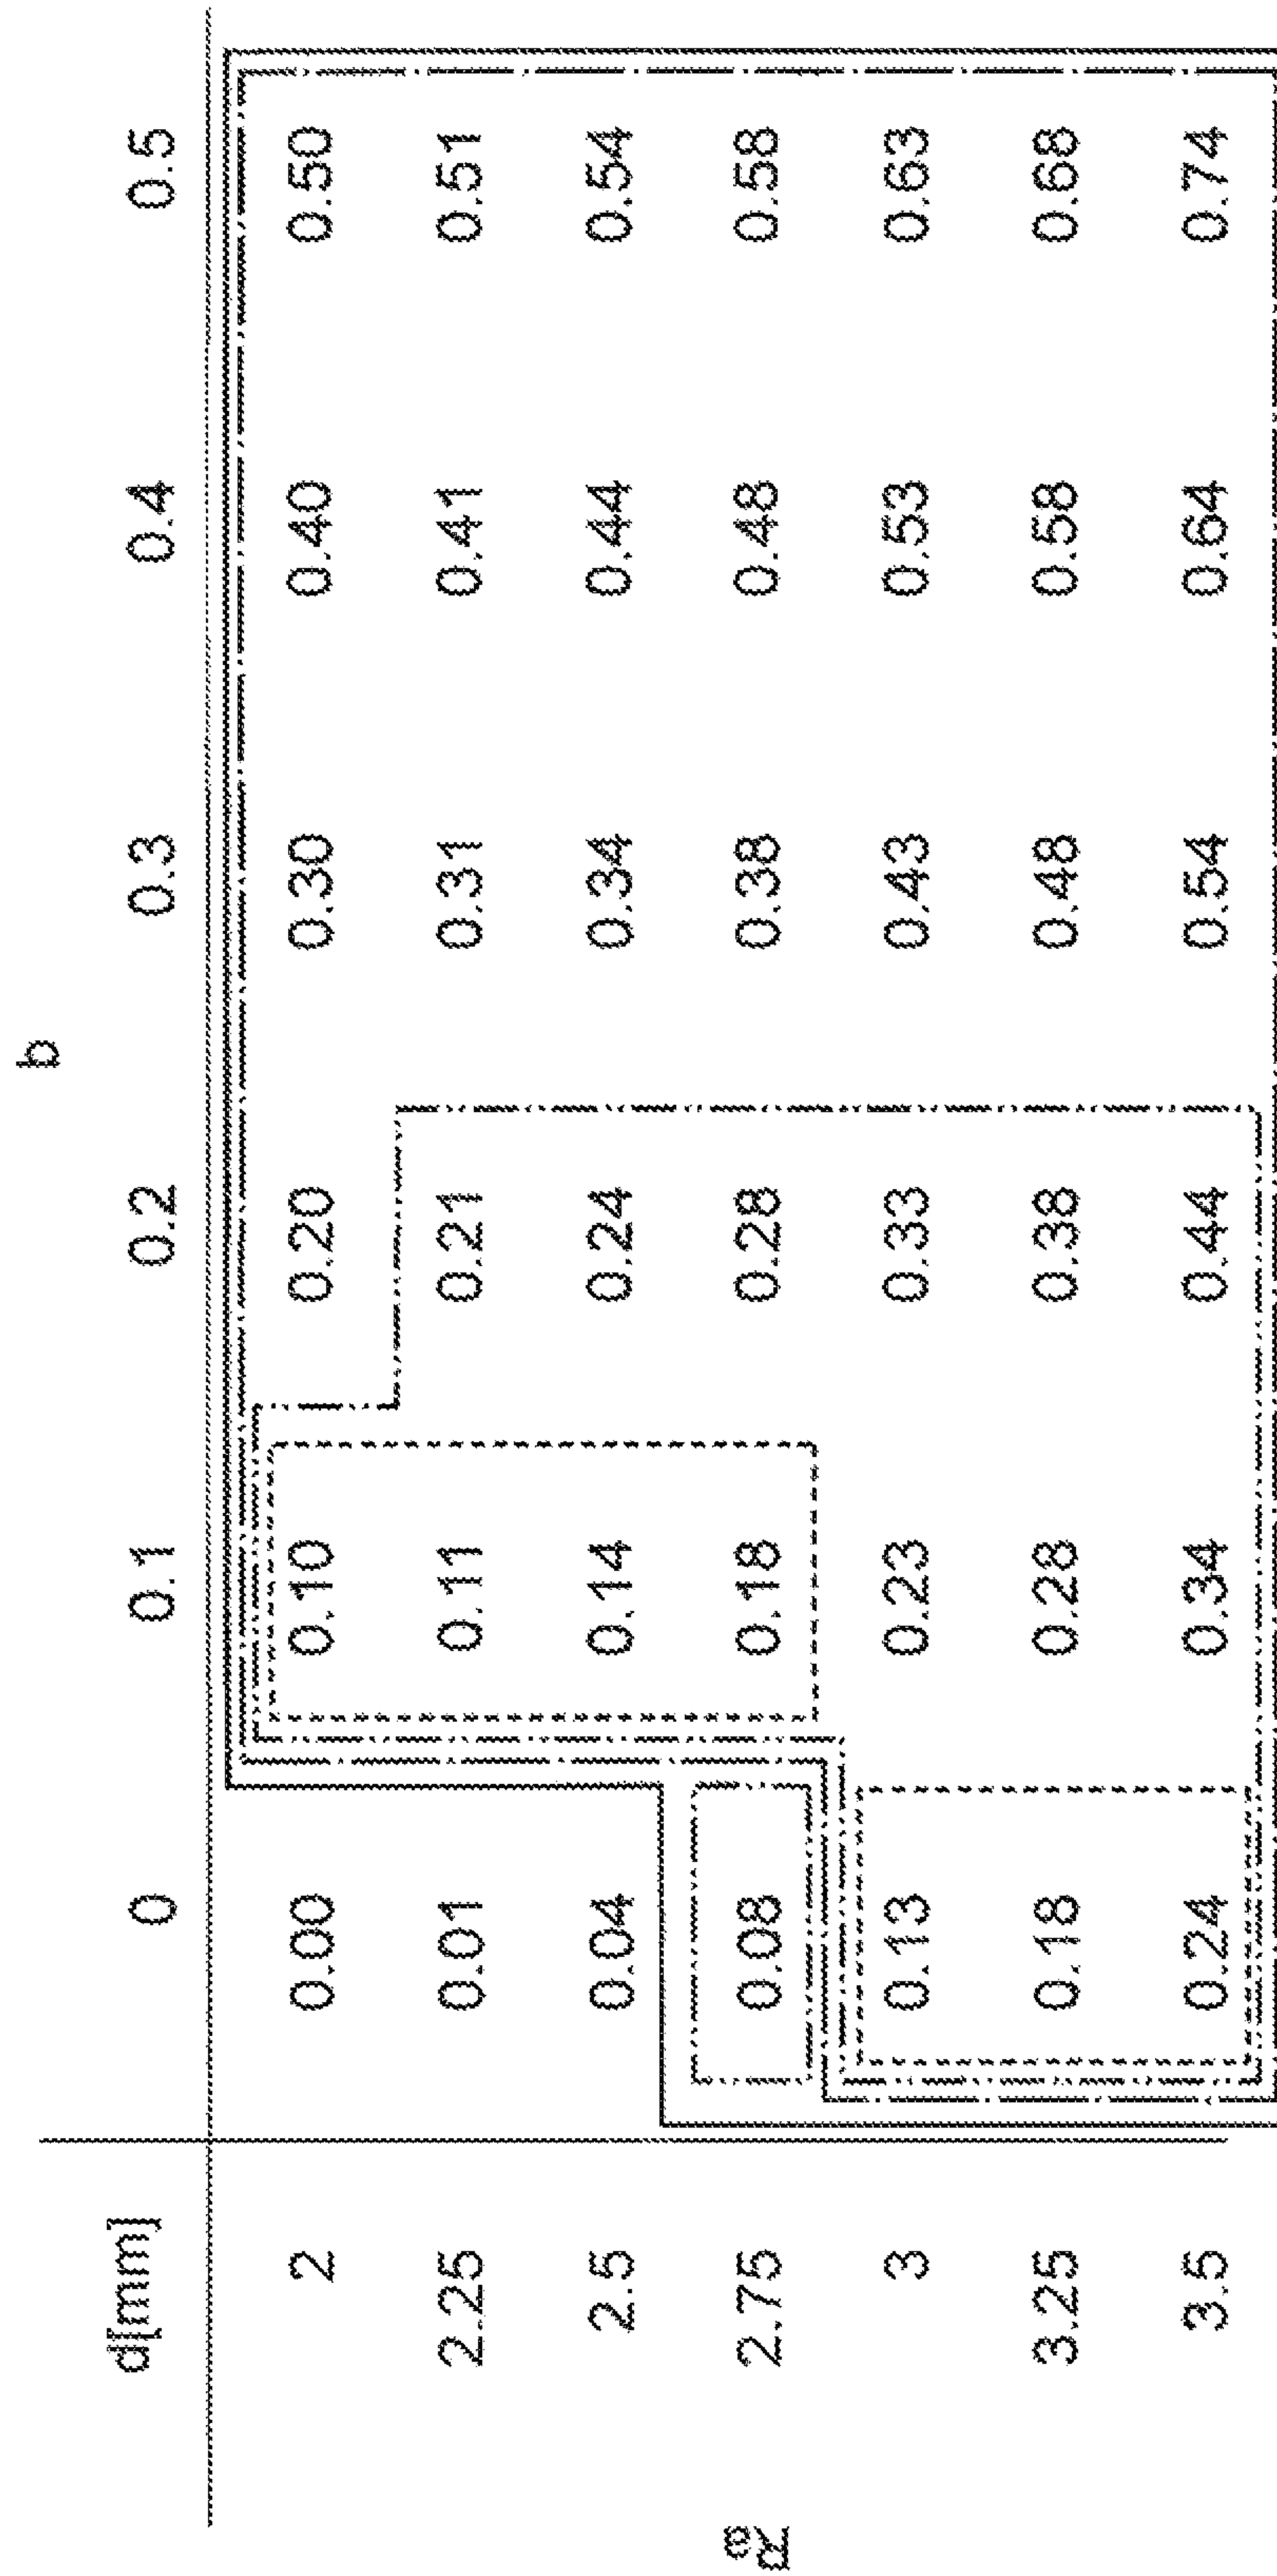 b
d[mm] 0 0.1 0.2 0.3 0.4 0.5
2 0.00 0.10 0.20 0.30 0.40 0.50
2.25 0.01 0.11 0.21 0.31 0.41 0.51
2.5 0.04 0.14 0.24 0.34 0.44 0.54
Rø 2.75 0.08 0.18 0.28 0.38 0.48 0.58
3 0.13 0.23 0.33 0.43 0.53 0.63
3.25 0.18 0.28 0.38 0.48 0.58 0.68
3.5 0.24 0.34 0.44 0.54 0.64 0.74